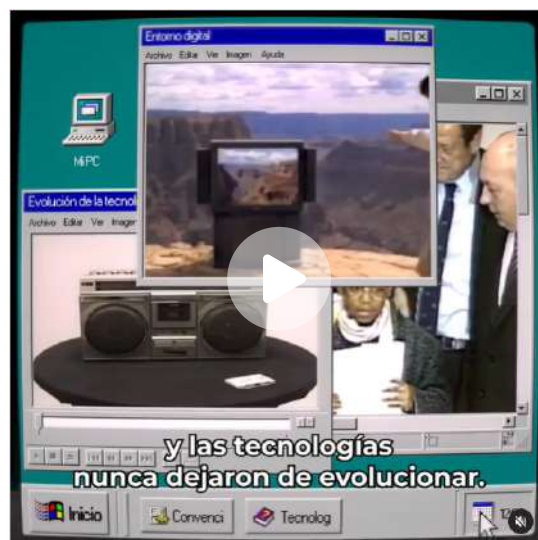 Entorno digital
Archivo Editar Ver Imagen Ayuda
Mi PC
Evolución de la tecnol
Archivo Editar Ver Imagen
y las tecnologías
nunca dejaron de evolucionar.
Inicio
Convenci
Tecnolog